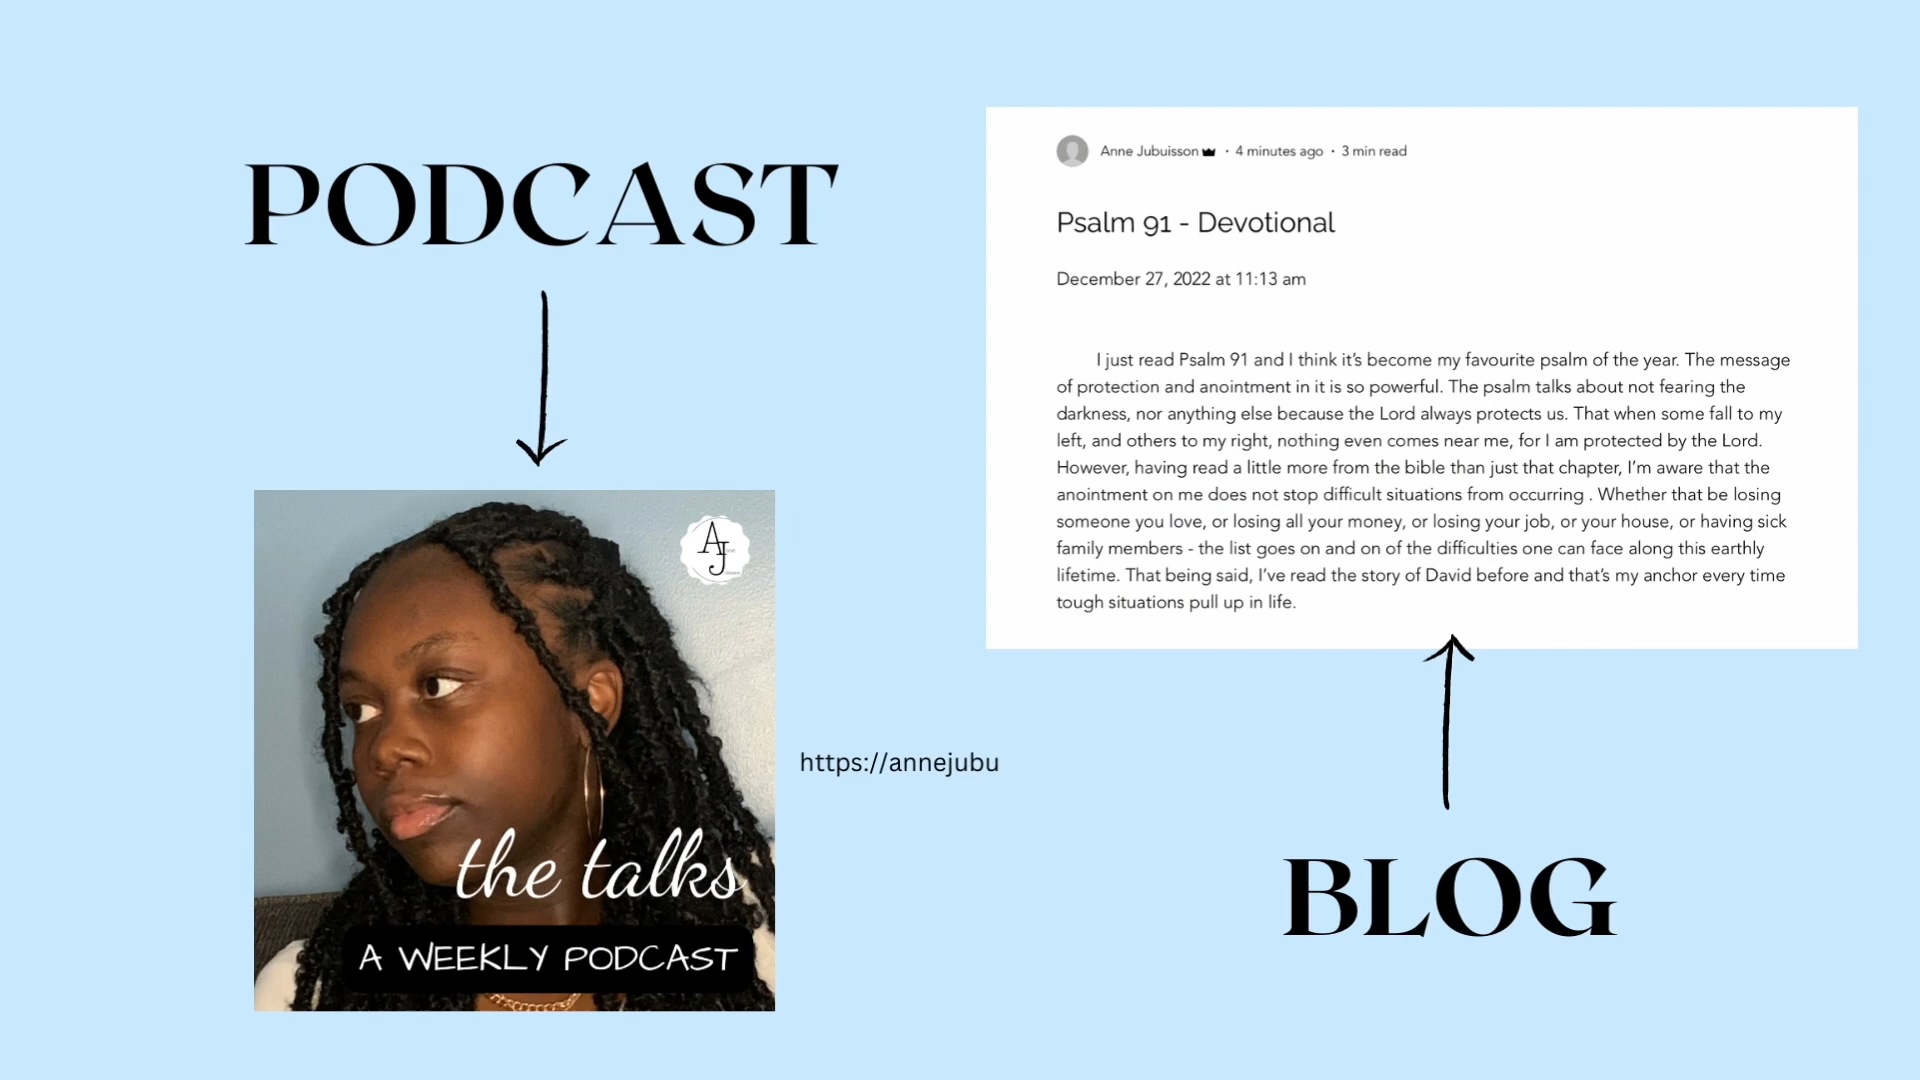 PODCAST
AJ
the talks
A WEEKLY PODCAST
https://annejubu
Anne Jubuisson · 4 minutes ago · 3 min read
Psalm 91 - Devotional
December 27, 2022 at 11:13 am
I just read Psalm 91 and I think it’s become my favourite psalm of the year. The message
of protection and anointment in it is so powerful. The psalm talks about not fearing the
darkness, nor anything else because the Lord always protects us. That when some fall to my
left, and others to my right, nothing even comes near me, for I am protected by the Lord.
However, having read a little more from the bible than just that chapter, I’m aware that the
anointment on me does not stop difficult situations from occurring . Whether that be losing
someone you love, or losing all your money, or losing your job, or your house, or having sick
family members - the list goes on and on of the difficulties one can face along this earthly
lifetime. That being said, I’ve read the story of David before and that’s my anchor every time
tough situations pull up in life.
BLOG